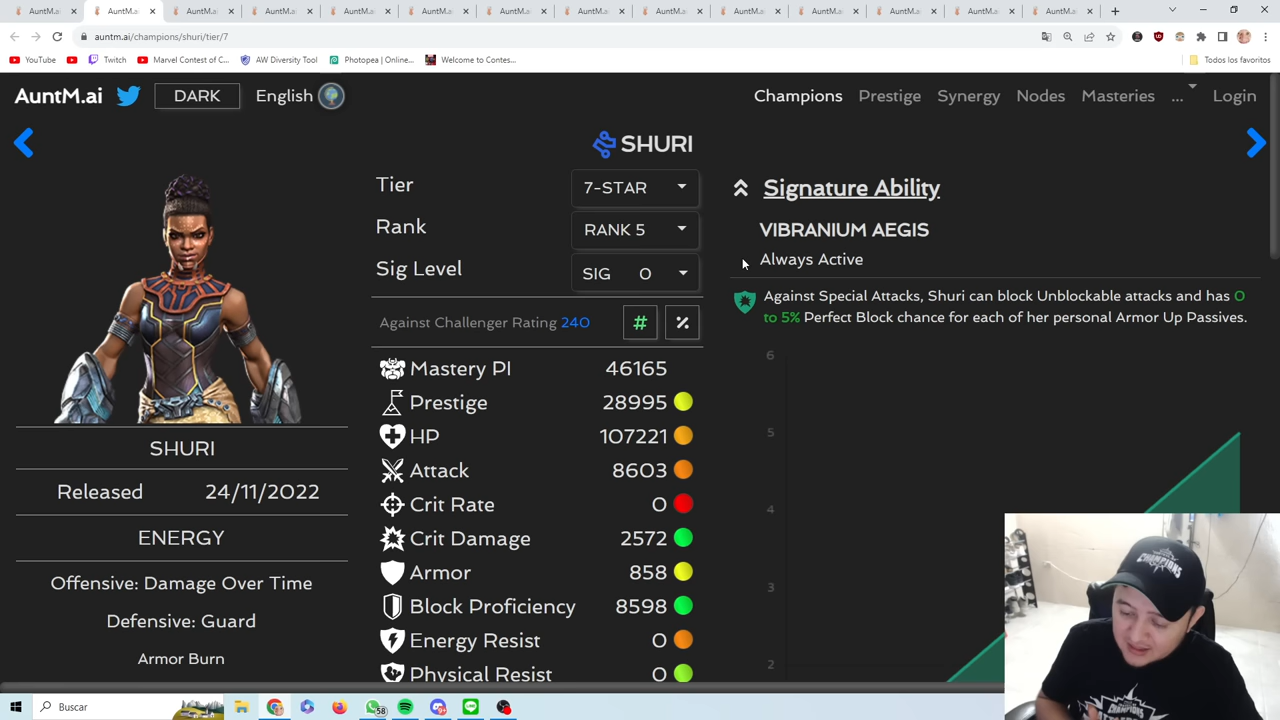 auntm.ai/champions/shuri/tier/7
YouTube
Twitch
Marvel Contest of C...
AW Diversity Tool
Photopea | Online...
Welcome to Contes...
Todos los favoritos
AuntM.ai
DARK
English
Champions
Prestige
Synergy
Nodes
Masteries
...
Login
SHURI
Tier
7-STAR
Rank
RANK 5
Sig Level
SIG 0
Against Challenger Rating 240
#
%
Mastery PI 46165
Prestige 28995
HP 107221
Attack 8603
Crit Rate 0
Crit Damage 2572
Armor 858
Block Proficiency 8598
Energy Resist 0
Physical Resist 0
SHURI
Released 24/11/2022
ENERGY
Offensive: Damage Over Time
Defensive: Guard
Armor Burn
Signature Ability
VIBRANIUM AEGIS
Always Active
Against Special Attacks, Shuri can block Unblockable attacks and has 0
to 5% Perfect Block chance for each of her personal Armor Up Passives.
6
5
4
3
2
CHAMPIONS
Buscar
58